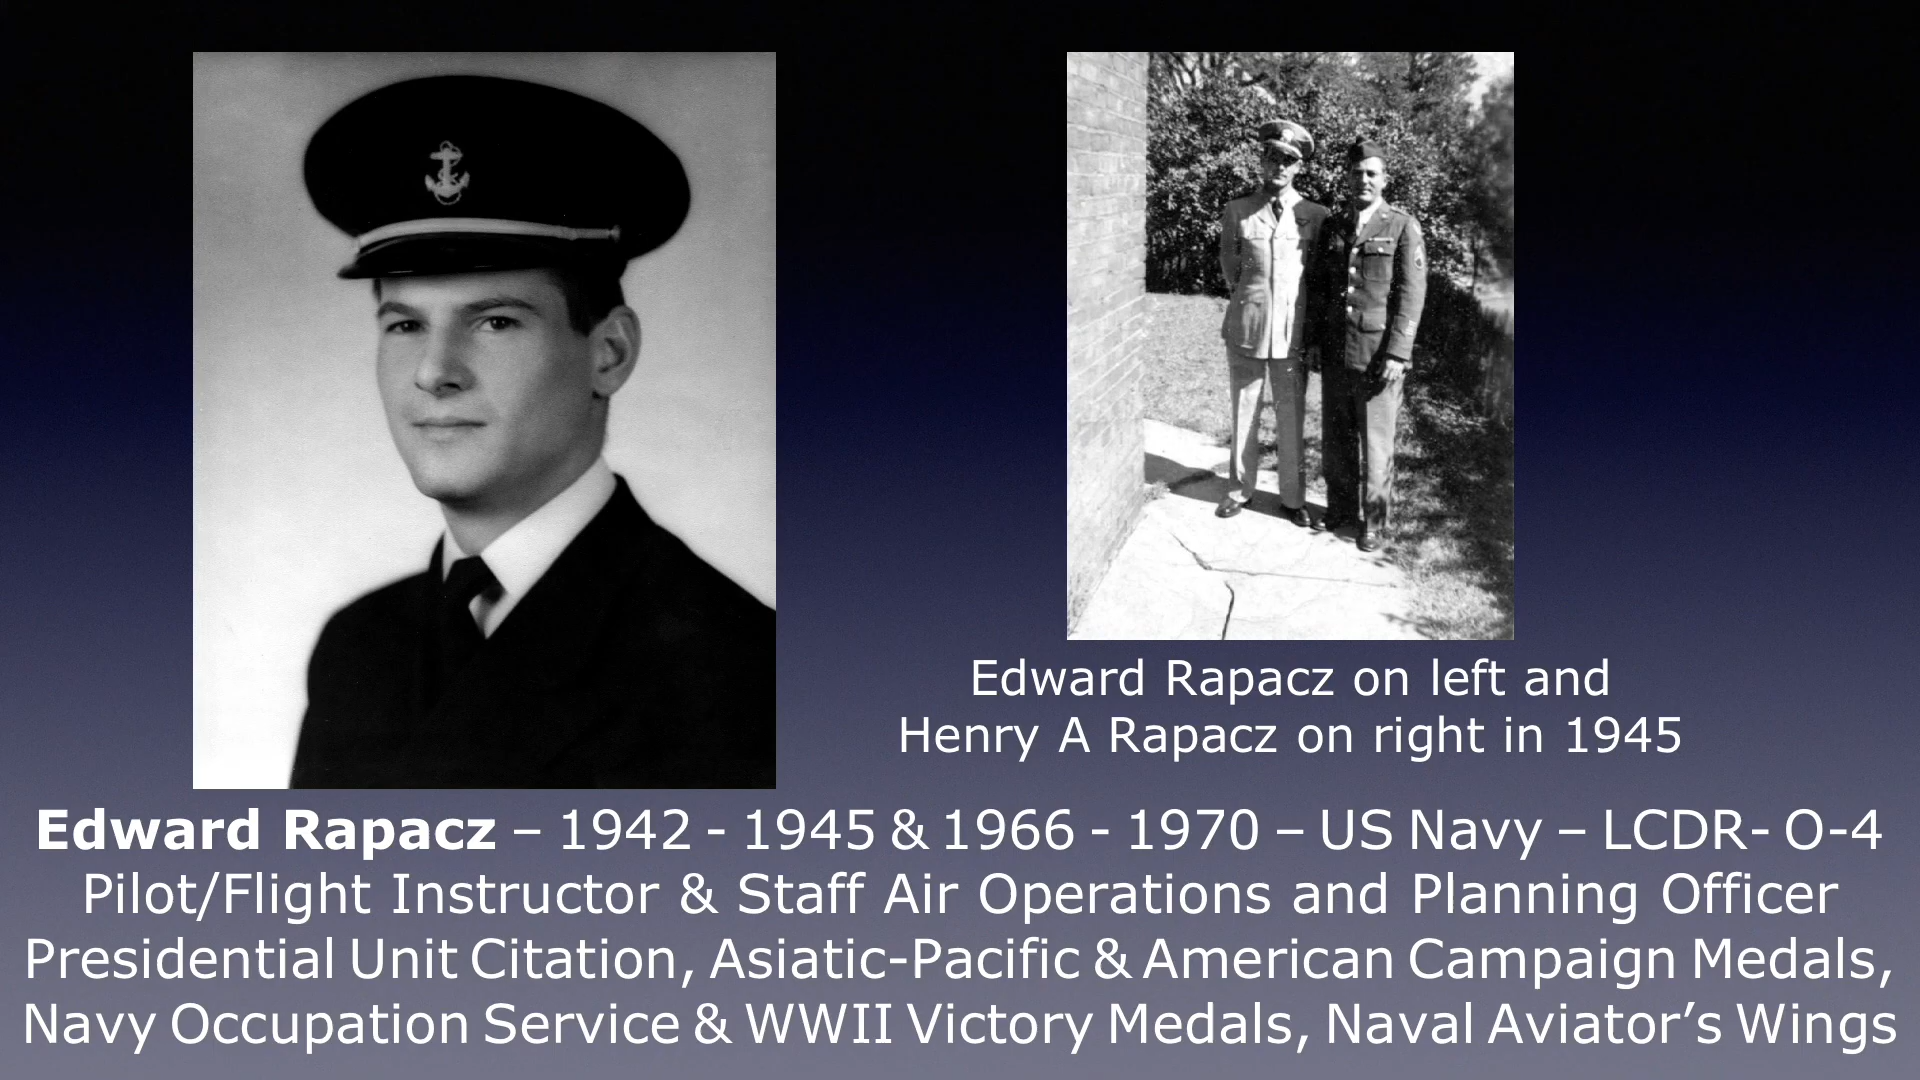 Edward Rapacz on left and
Henry A Rapacz on right in 1945
Edward Rapacz – 1942 - 1945 & 1966 - 1970 – US Navy – LCDR- O-4
Pilot/Flight Instructor & Staff Air Operations and Planning Officer
Presidential Unit Citation, Asiatic-Pacific & American Campaign Medals,
Navy Occupation Service & WWII Victory Medals, Naval Aviator’s Wings